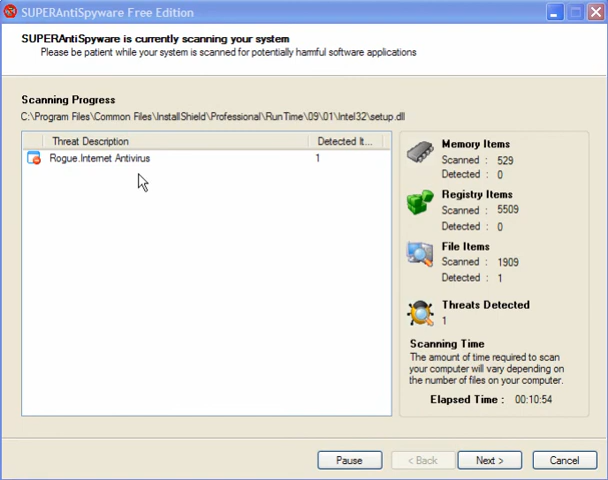 SUPERAntiSpyware Free Edition
SUPERAntiSpyware is currently scanning your system
Please be patient while your system is scanned for potentially harmful software applications
Scanning Progress
C:\Program Files\Common Files\InstallShield\Professional\RunTime\09\01\Intel32\setup.dll
Threat Description Detected It...
Rogue.Internet Antivirus 1
Memory Items
Scanned : 529
Detected : 0
Registry Items
Scanned : 5509
Detected : 0
File Items
Scanned : 1909
Detected : 1
Threats Detected
1
Scanning Time
The amount of time required to scan
your computer will vary depending on
the number of files on your computer.
Elapsed Time : 00:10:54
Pause < Back Next > Cancel